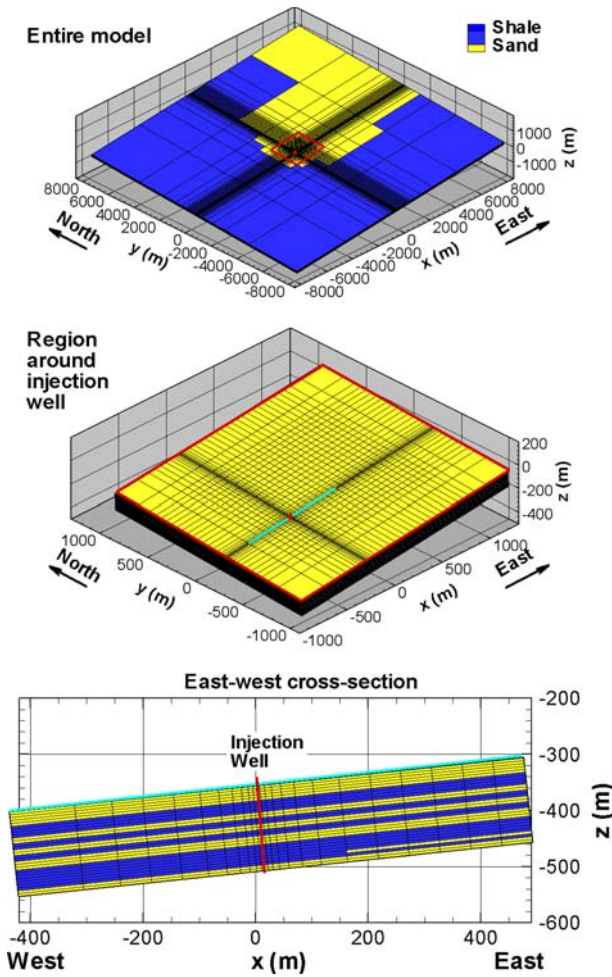 Entire model
Shale
Sand
1000
0
-1000
z (m)
8000
6000
4000
2000
0
-2000
-4000
-6000
-8000
North
y (m)
8000
6000
4000
2000
0
-2000
-4000
-6000
-8000
East
x (m)
Region
around
injection
well
200
0
-200
-400
z (m)
1000
500
0
-500
-1000
North
y (m)
1000
500
0
-500
-1000
East
x (m)
East-west cross-section
Injection
Well
-200
-300
-400
-500
-600
z (m)
-400 -200 0 200 400
West x (m) East